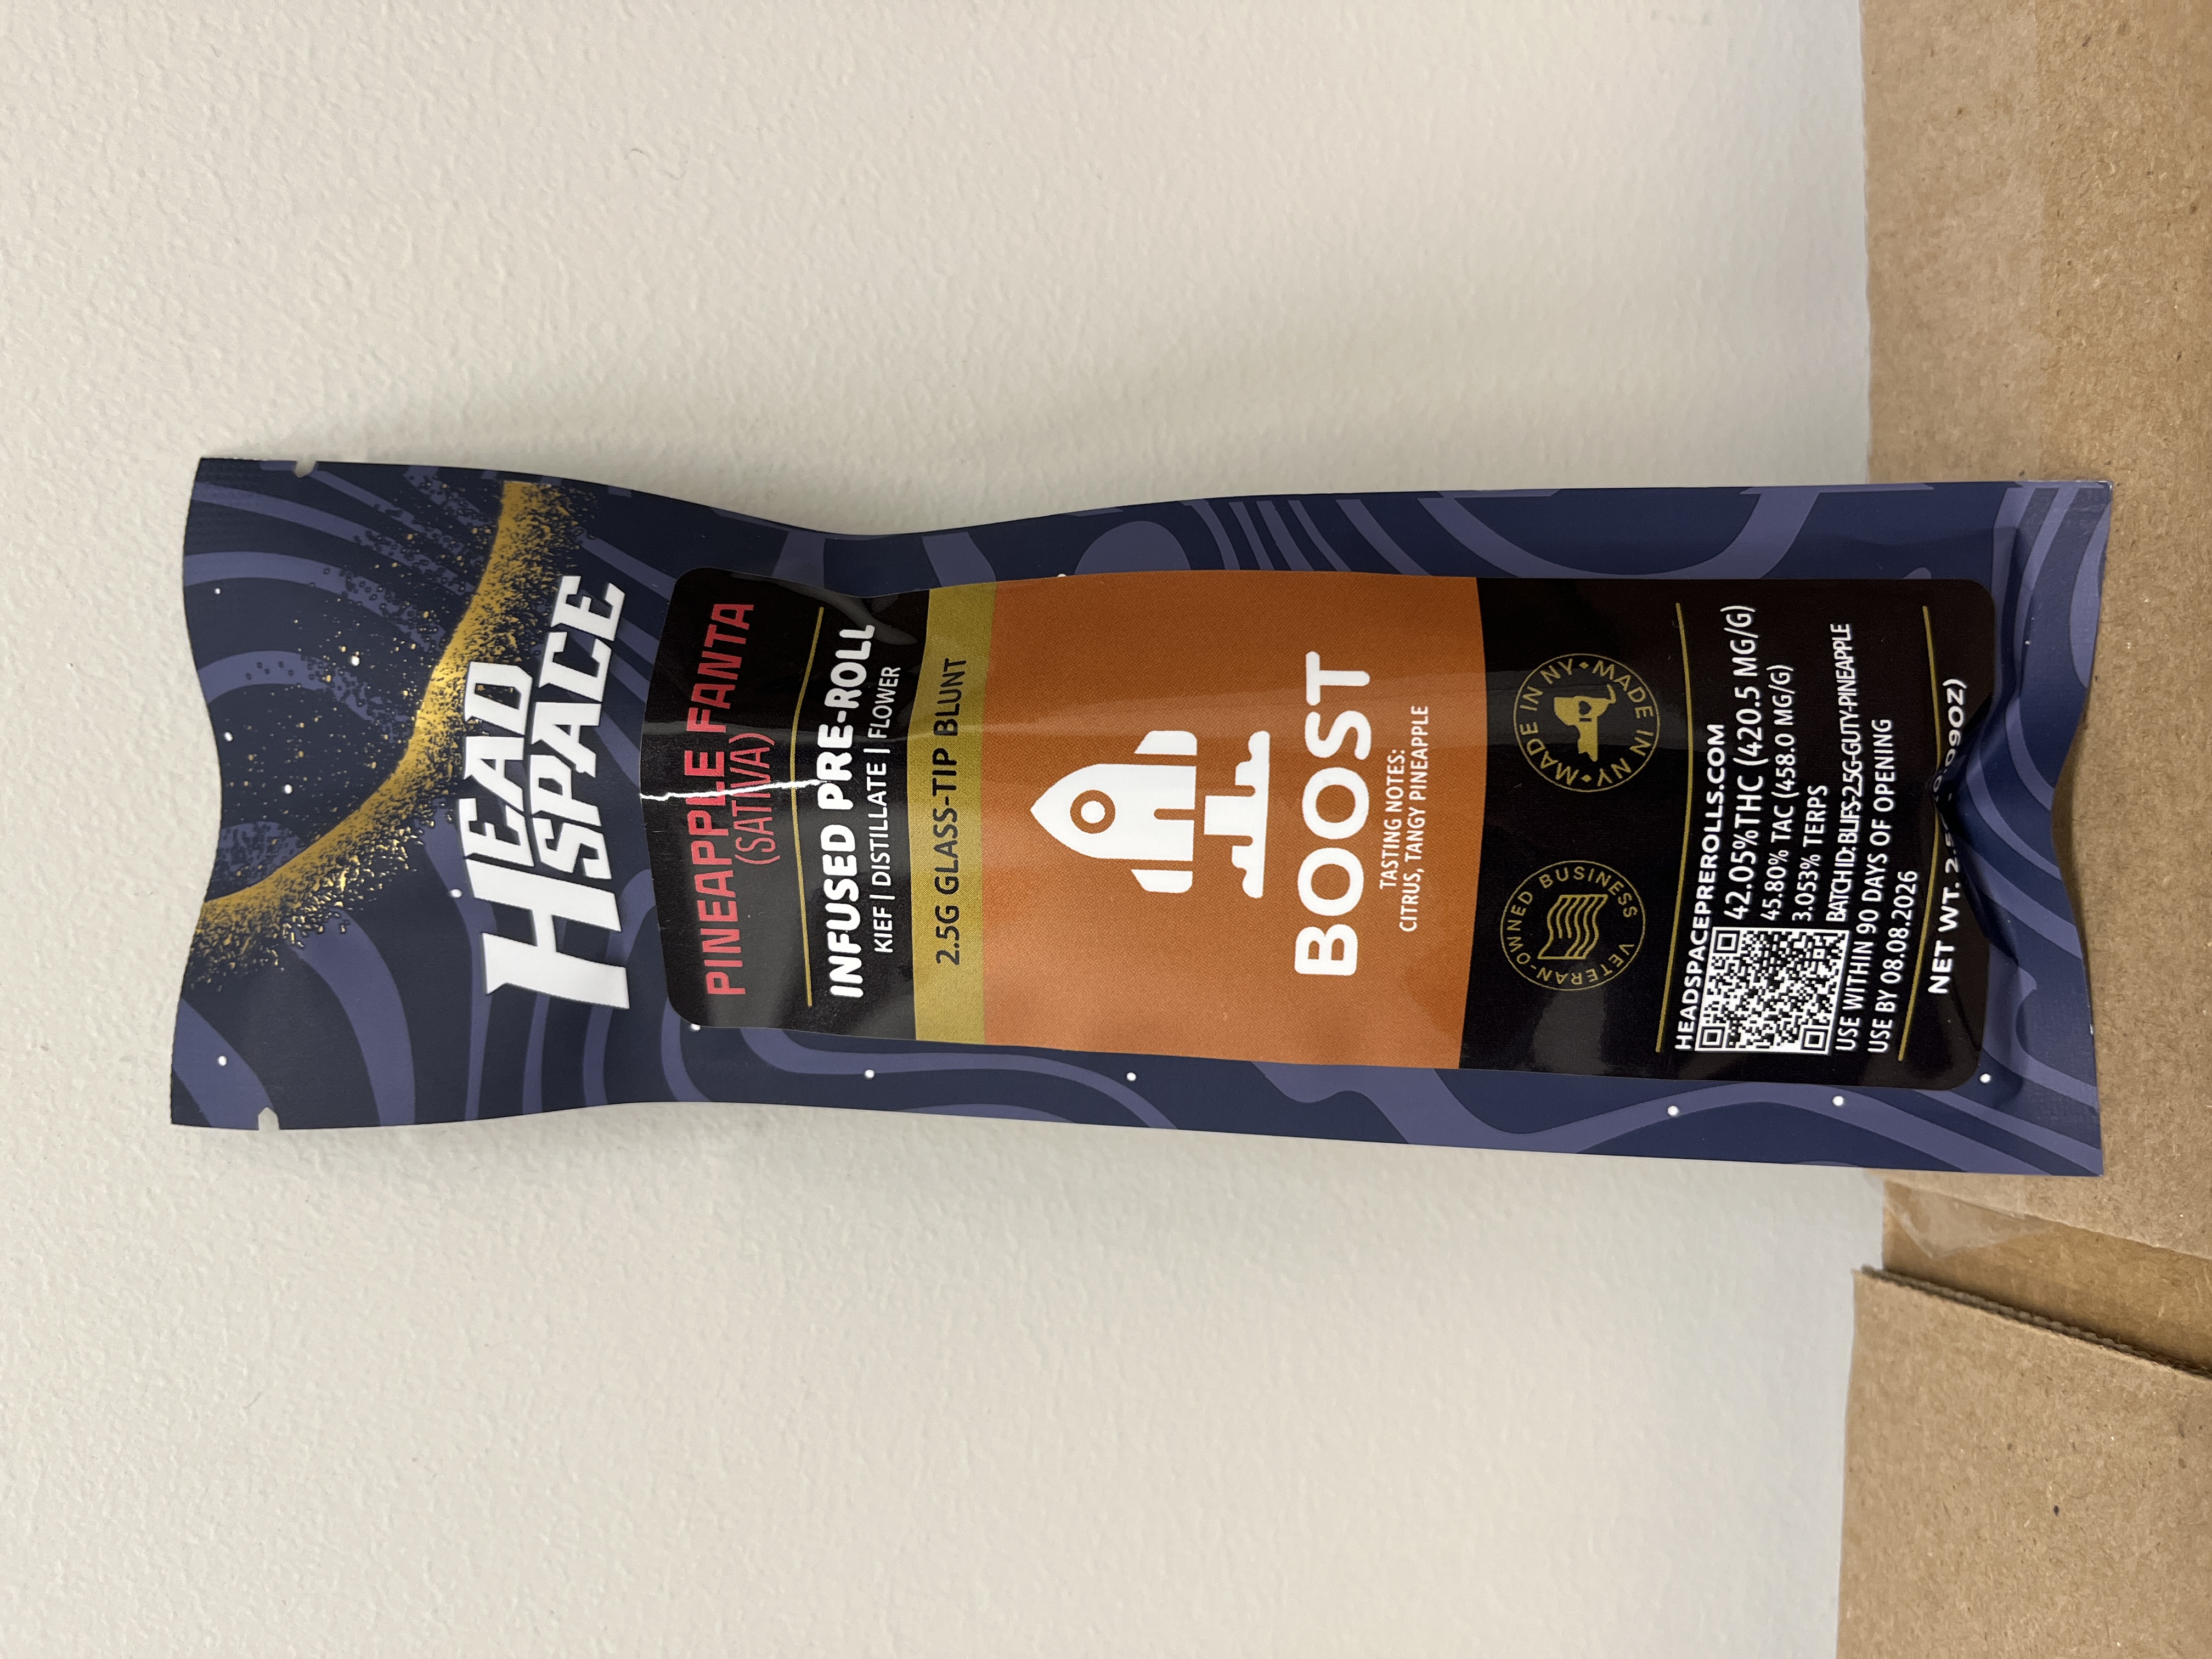 HEAD
SPACE
PINEAPPLE FANTA
(SATIVA)
INFUSED PRE-ROLL
KIEF | DISTILLATE | FLOWER
2.5G GLASS-TIP BLUNT
BOOST
TASTING NOTES:
CITRUS, TANGY PINEAPPLE
VETERAN-OWNED BUSINESS
MADE IN NY • MADE IN NY •
I ♥
HEADSPACEPREROLLS.COM
42.05% THC (420.5 MG/G)
45.80% TAC (458.0 MG/G)
3.053% TERPS
BATCH ID: BLIFS-2.5G-GUTY-PINEAPPLE
USE WITHIN 90 DAYS OF OPENING
USE BY 08.08.2026
NET WT.